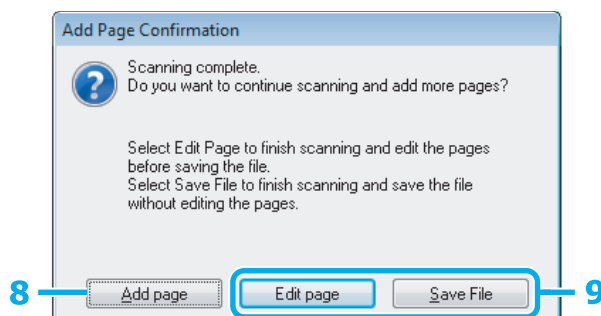 Add Page Confirmation
Scanning complete.
Do you want to continue scanning and add more pages?
Select Edit Page to finish scanning and edit the pages
before saving the file.
Select Save File to finish scanning and save the file
without editing the pages.
8 Add page Edit page Save File 9